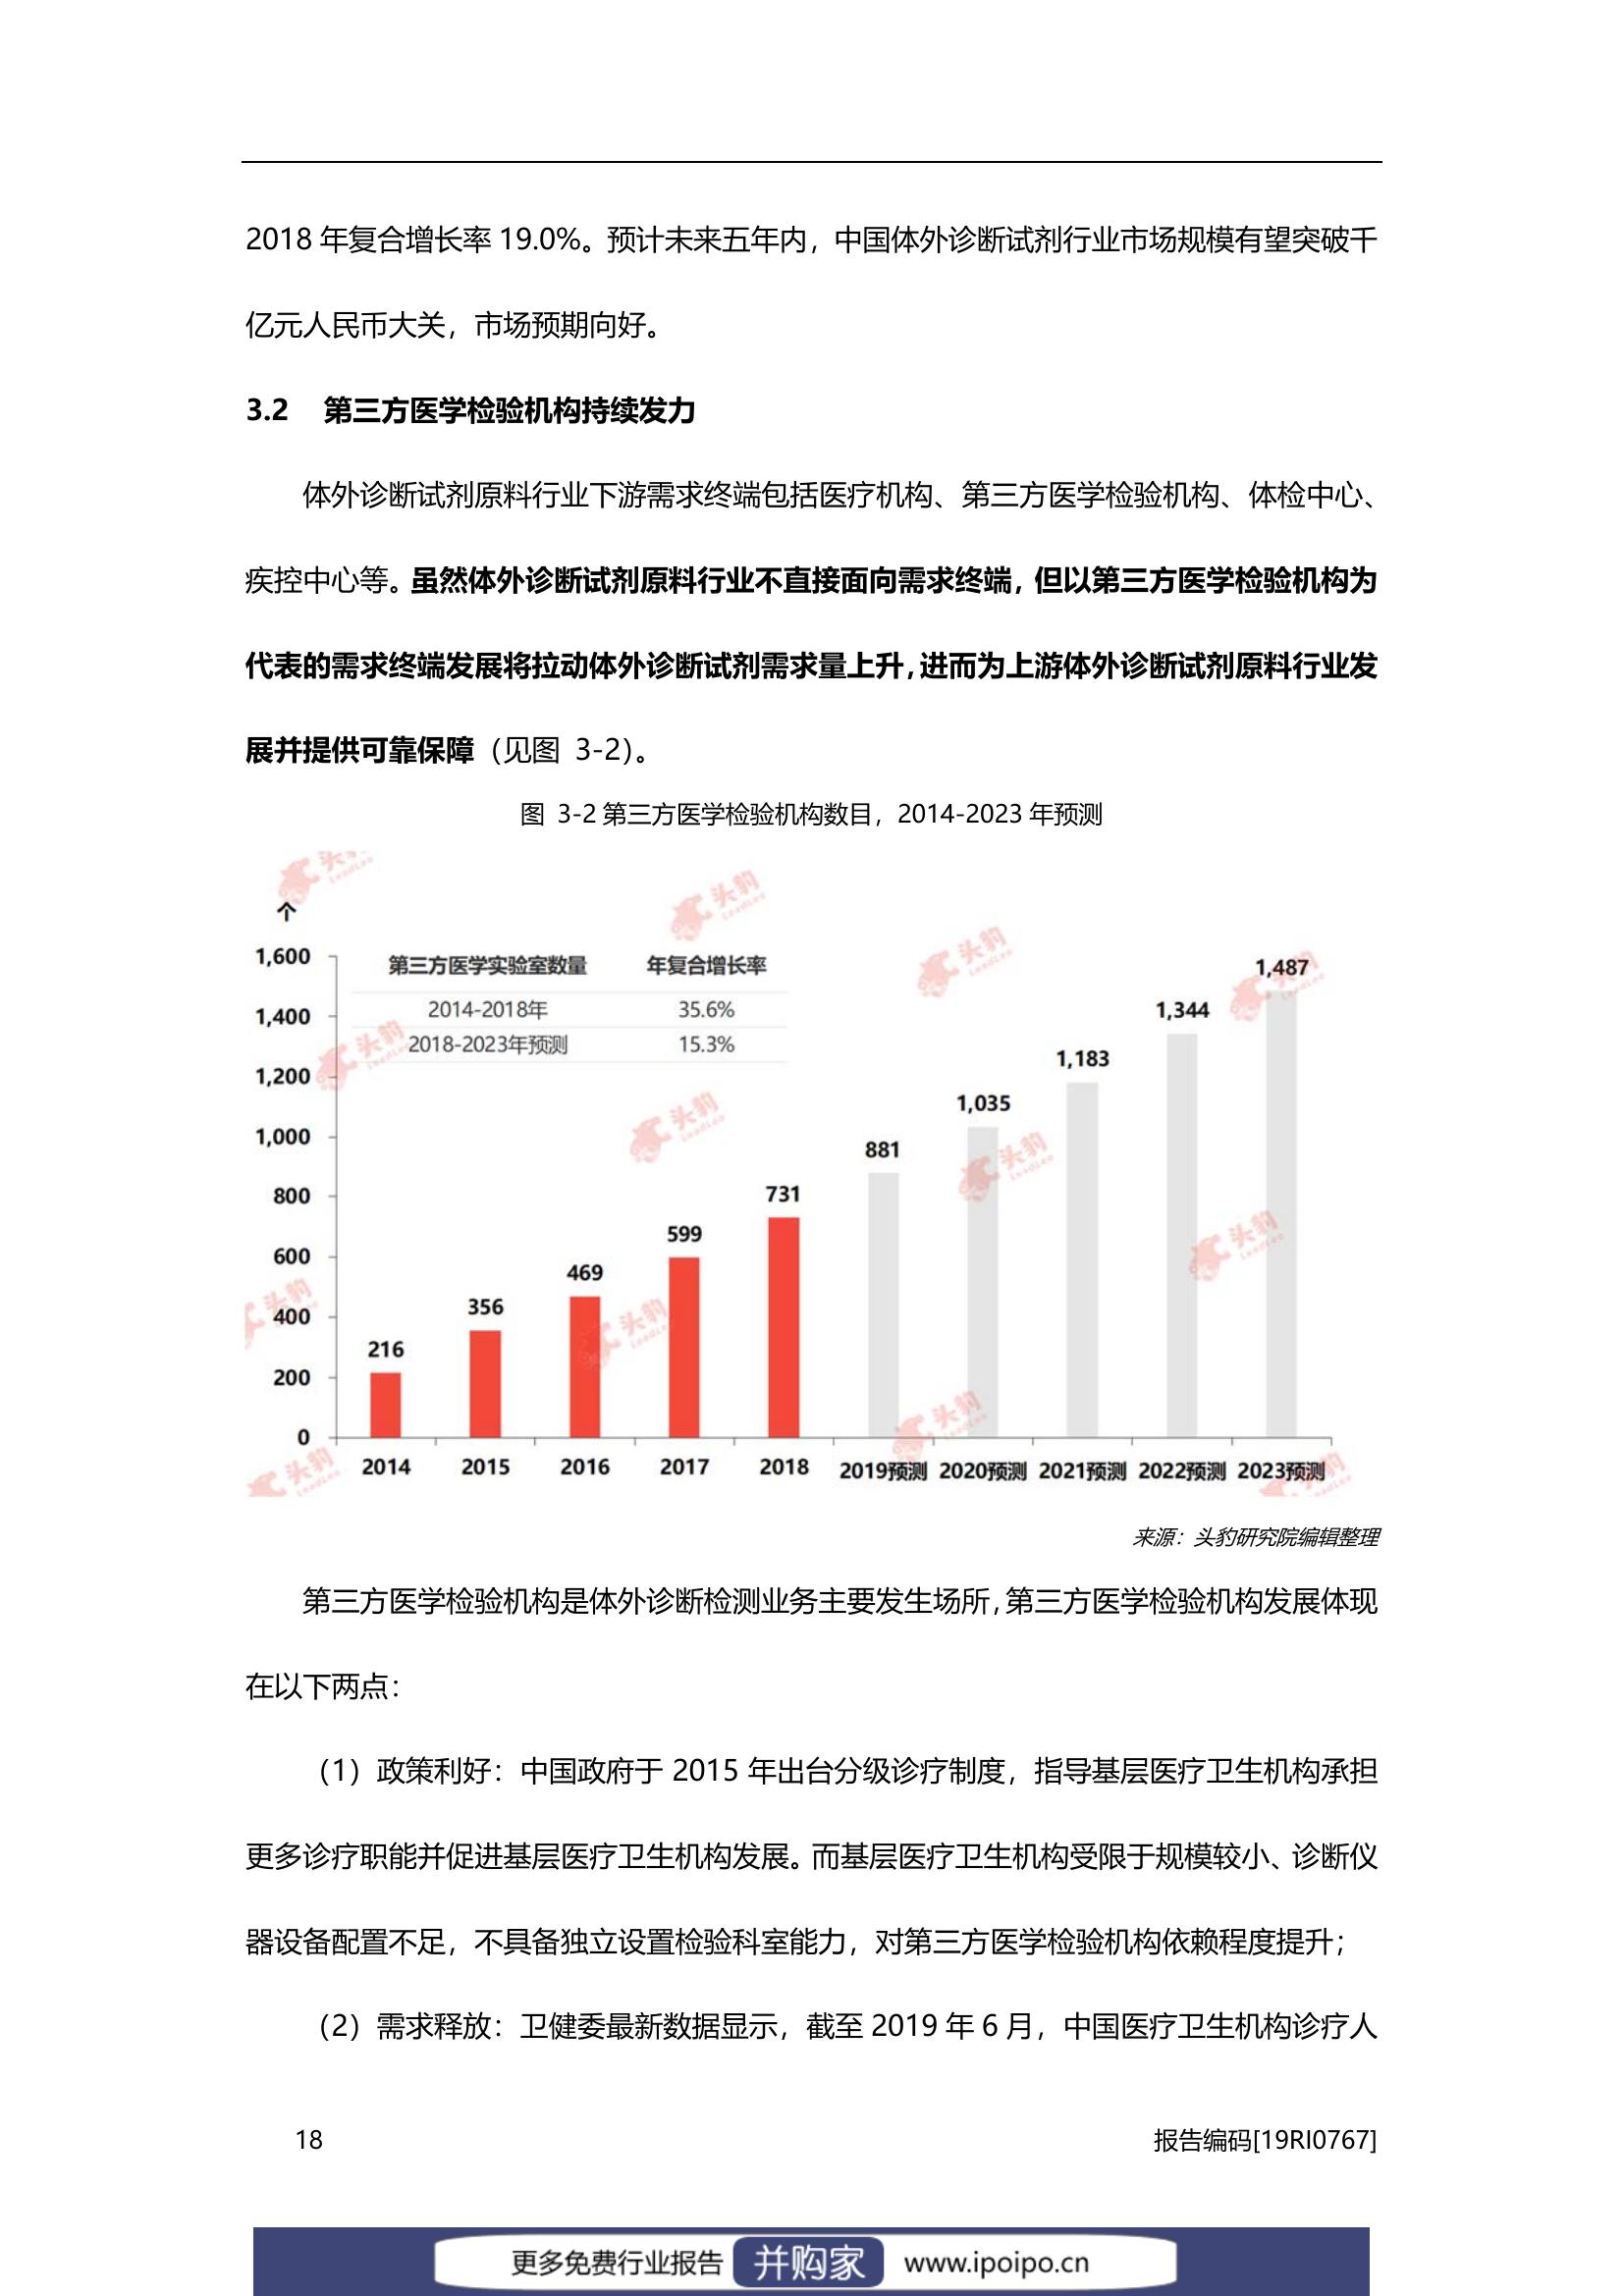 2018 年复合增长率 19.0%。预计未来五年内，中国体外诊断试剂行业市场规模有望突破千
亿元人民币大关，市场预期向好。
3.2 第三方医学检验机构持续发力
体外诊断试剂原料行业下游需求终端包括医疗机构、第三方医学检验机构、体检中心、
疾控中心等。虽然体外诊断试剂原料行业不直接面向需求终端，但以第三方医学检验机构为
代表的需求终端发展将拉动体外诊断试剂需求量上升，进而为上游体外诊断试剂原料行业发
展并提供可靠保障（见图 3-2）。
图 3-2 第三方医学检验机构数目，2014-2023 年预测
个
1,600
1,400
1,200
1,000
800
600
400
200
0
第三方医学实验室数量 年复合增长率
2014-2018年 35.6%
2018-2023年预测 15.3%
216
356
469
599
731
881
1,035
1,183
1,344
1,487
2014 2015 2016 2017 2018 2019预测 2020预测 2021预测 2022预测 2023预测
头豹
LeadLeo
来源：头豹研究院编辑整理
第三方医学检验机构是体外诊断检测业务主要发生场所，第三方医学检验机构发展体现
在以下两点：
（1）政策利好：中国政府于 2015 年出台分级诊疗制度，指导基层医疗卫生机构承担
更多诊疗职能并促进基层医疗卫生机构发展。而基层医疗卫生机构受限于规模较小、诊断仪
器设备配置不足，不具备独立设置检验科室能力，对第三方医学检验机构依赖程度提升；
（2）需求释放：卫健委最新数据显示，截至 2019 年 6 月，中国医疗卫生机构诊疗人
18 报告编码[19RI0767]
更多免费行业报告 并购家 www.ipoipo.cn